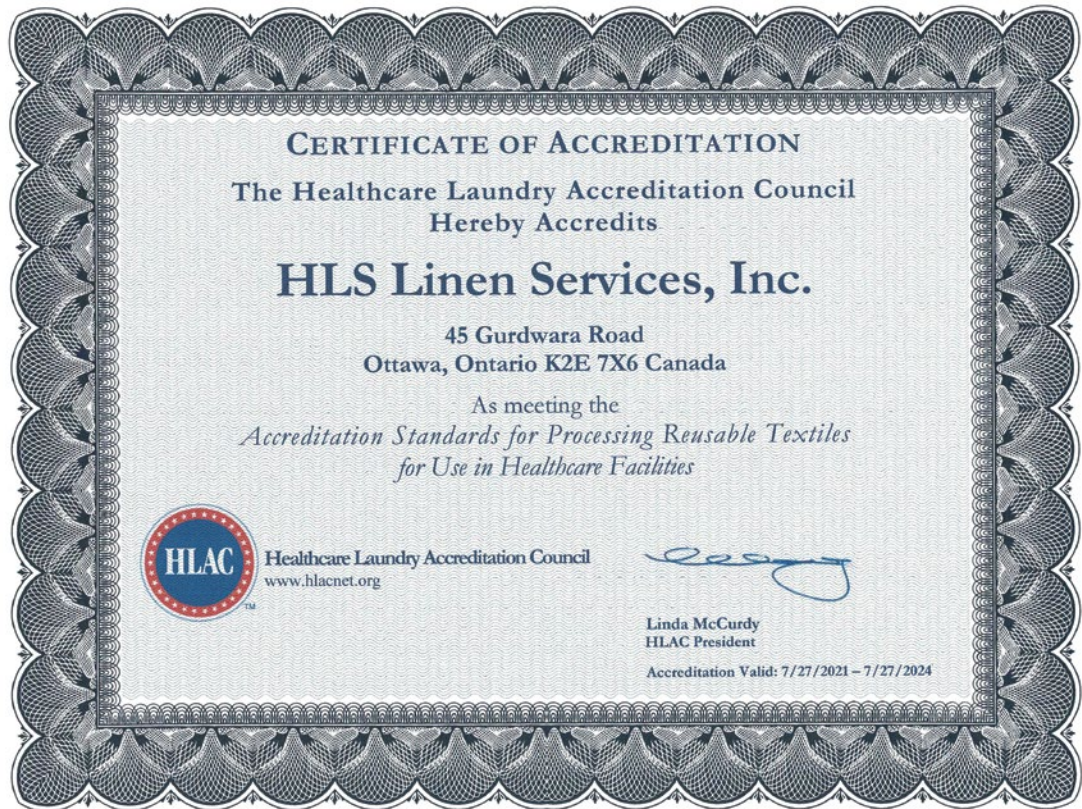 CERTIFICATE OF ACCREDITATION
The Healthcare Laundry Accreditation Council
Hereby Accredits
HLS Linen Services, Inc.
45 Gurdwara Road
Ottawa, Ontario K2E 7X6 Canada
As meeting the
Accreditation Standards for Processing Reusable Textiles
for Use in Healthcare Facilities
HLAC
TM
Healthcare Laundry Accreditation Council
www.hlacnet.org
Linda McCurdy
HLAC President
Accreditation Valid: 7/27/2021 – 7/27/2024